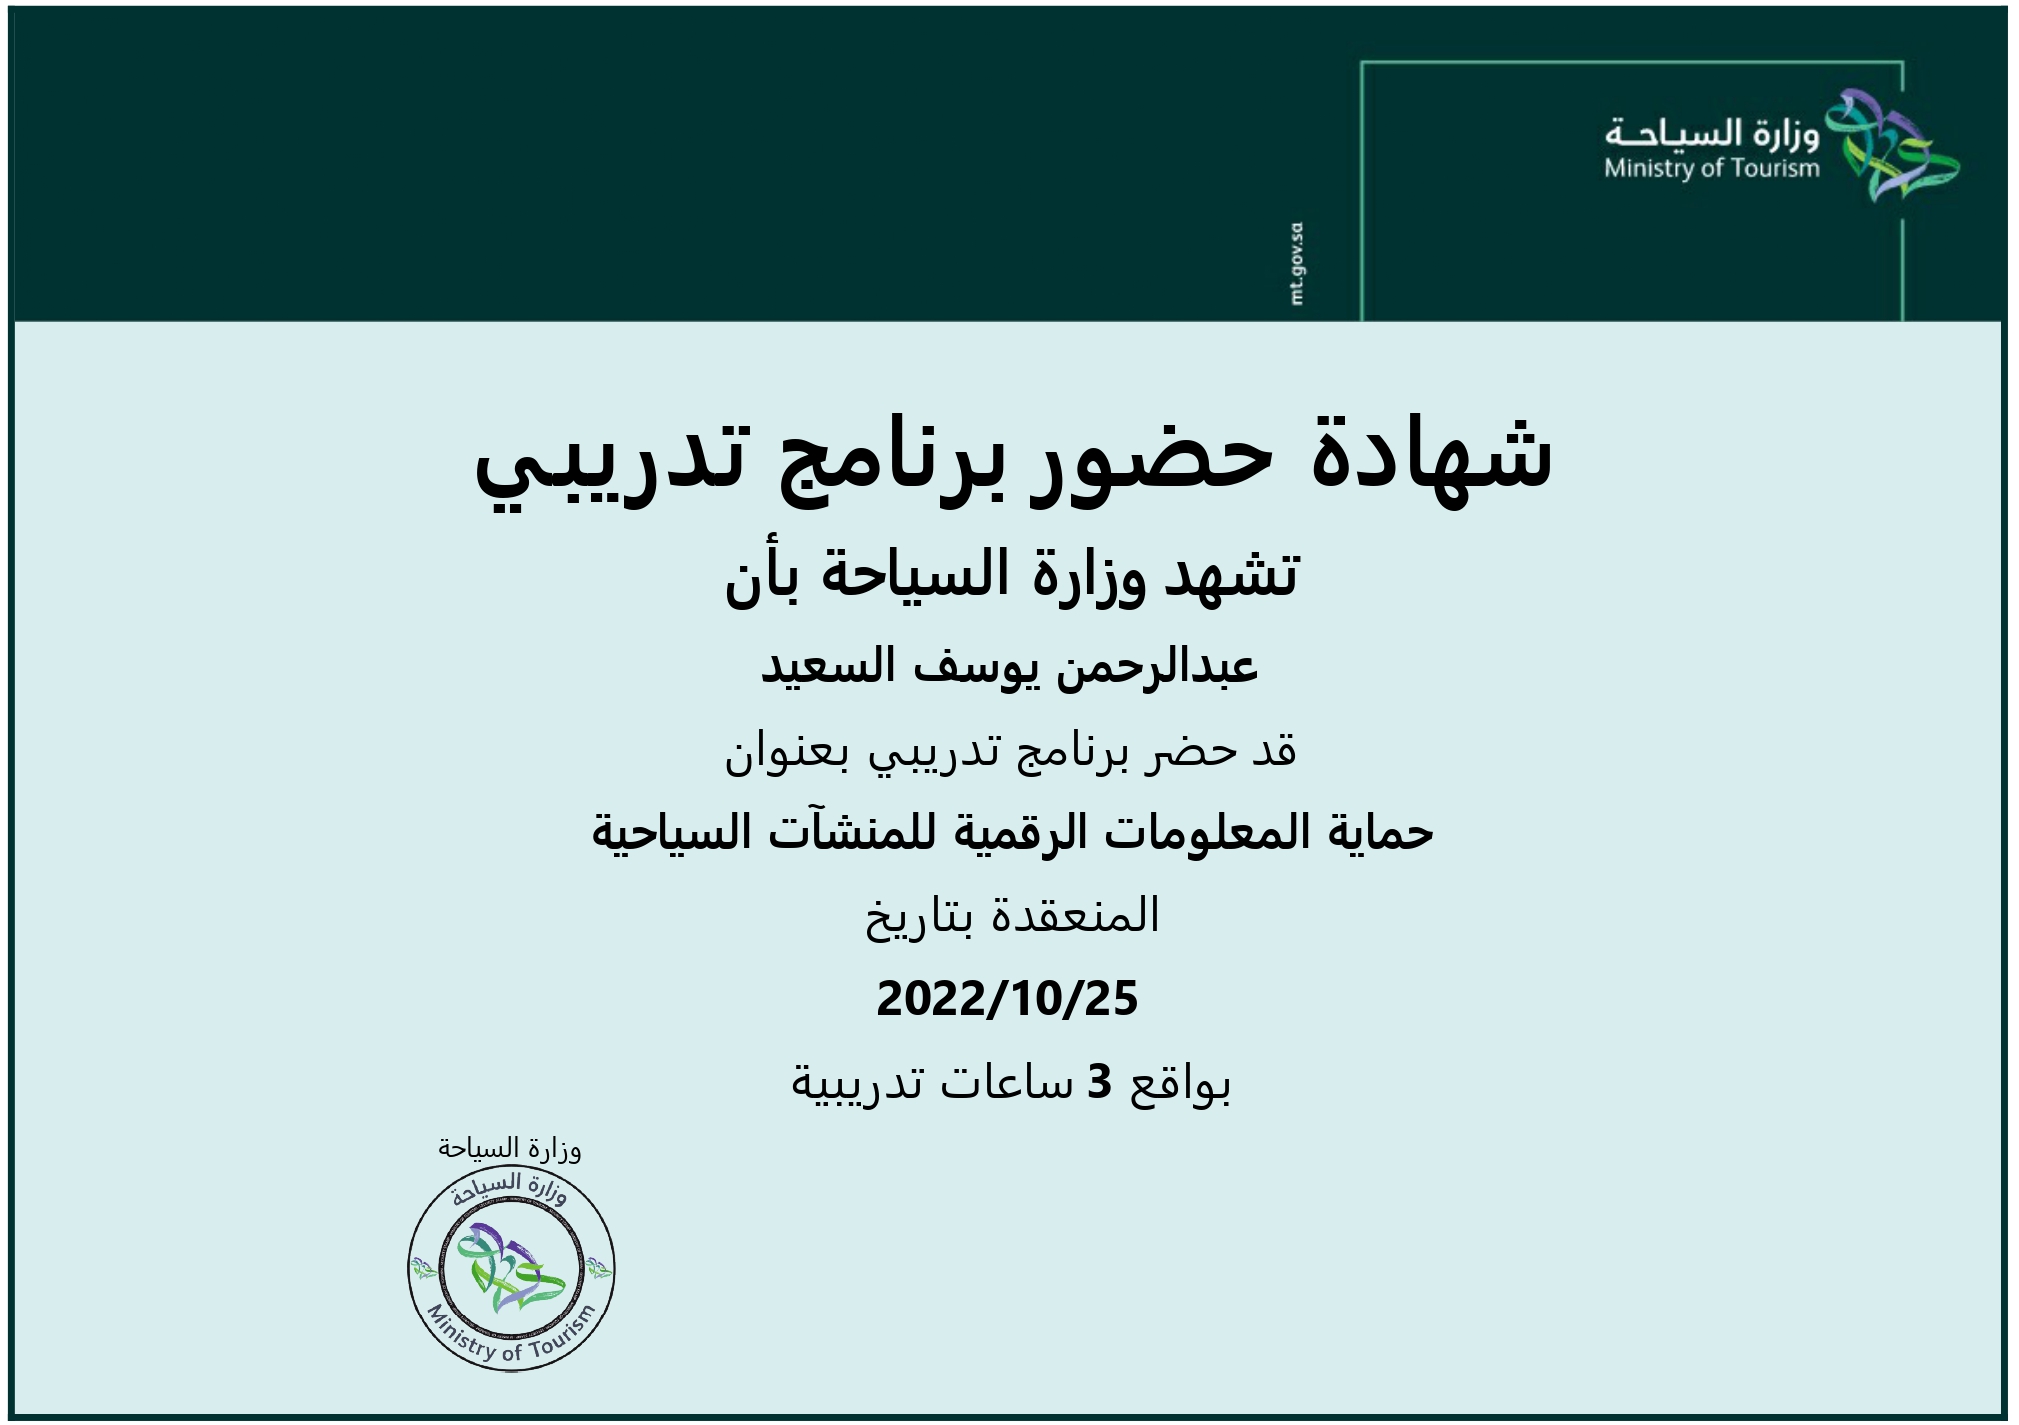 وزارة السياحة
Ministry of Tourism
mt.gov.sa
شهادة حضور برنامج تدريبي
تشهد وزارة السياحة بأن
عبدالرحمن يوسف السعيد
قد حضر برنامج تدريبي بعنوان
حماية المعلومات الرقمية للمنشآت السياحية
المنعقدة بتاريخ
2022/10/25
بواقع 3 ساعات تدريبية
وزارة السياحة
وزارة السياحة
Ministry of Tourism